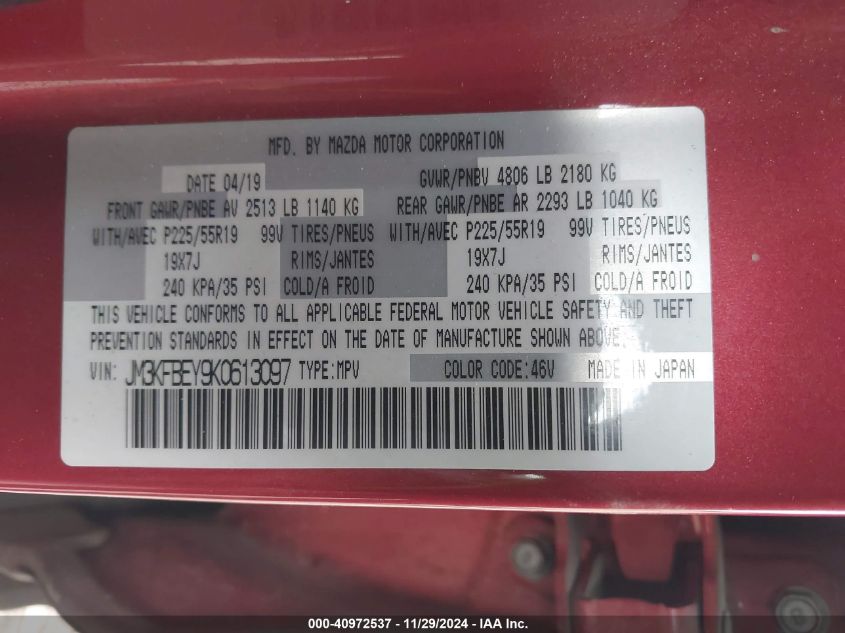 MFD. BY MAZDA MOTOR CORPORATION
DATE 04/19 GVWR/PNBV 4806 LB 2180 KG
FRONT GAWR/PNBE AV 2513 LB 1140 KG REAR GAWR/PNBE AR 2293 LB 1040 KG
WITH/AVEC P225/55R19 99V TIRES/PNEUS WITH/AVEC P225/55R19 99V TIRES/PNEUS
19X7J RIMS/JANTES 19X7J RIMS/JANTES
240 KPA/35 PSI COLD/A FROID 240 KPA/35 PSI COLD/A FROID
THIS VEHICLE CONFORMS TO ALL APPLICABLE FEDERAL MOTOR VEHICLE SAFETY AND THEFT
PREVENTION STANDARDS IN EFFECT ON THE DATE OF MANUFACTURE SHOWN ABOVE.
VIN: JM3KFBEY9K0613097 TYPE:MPV COLOR CODE:46V MADE IN JAPAN
000-40972537 - 11/29/2024 - IAA Inc.